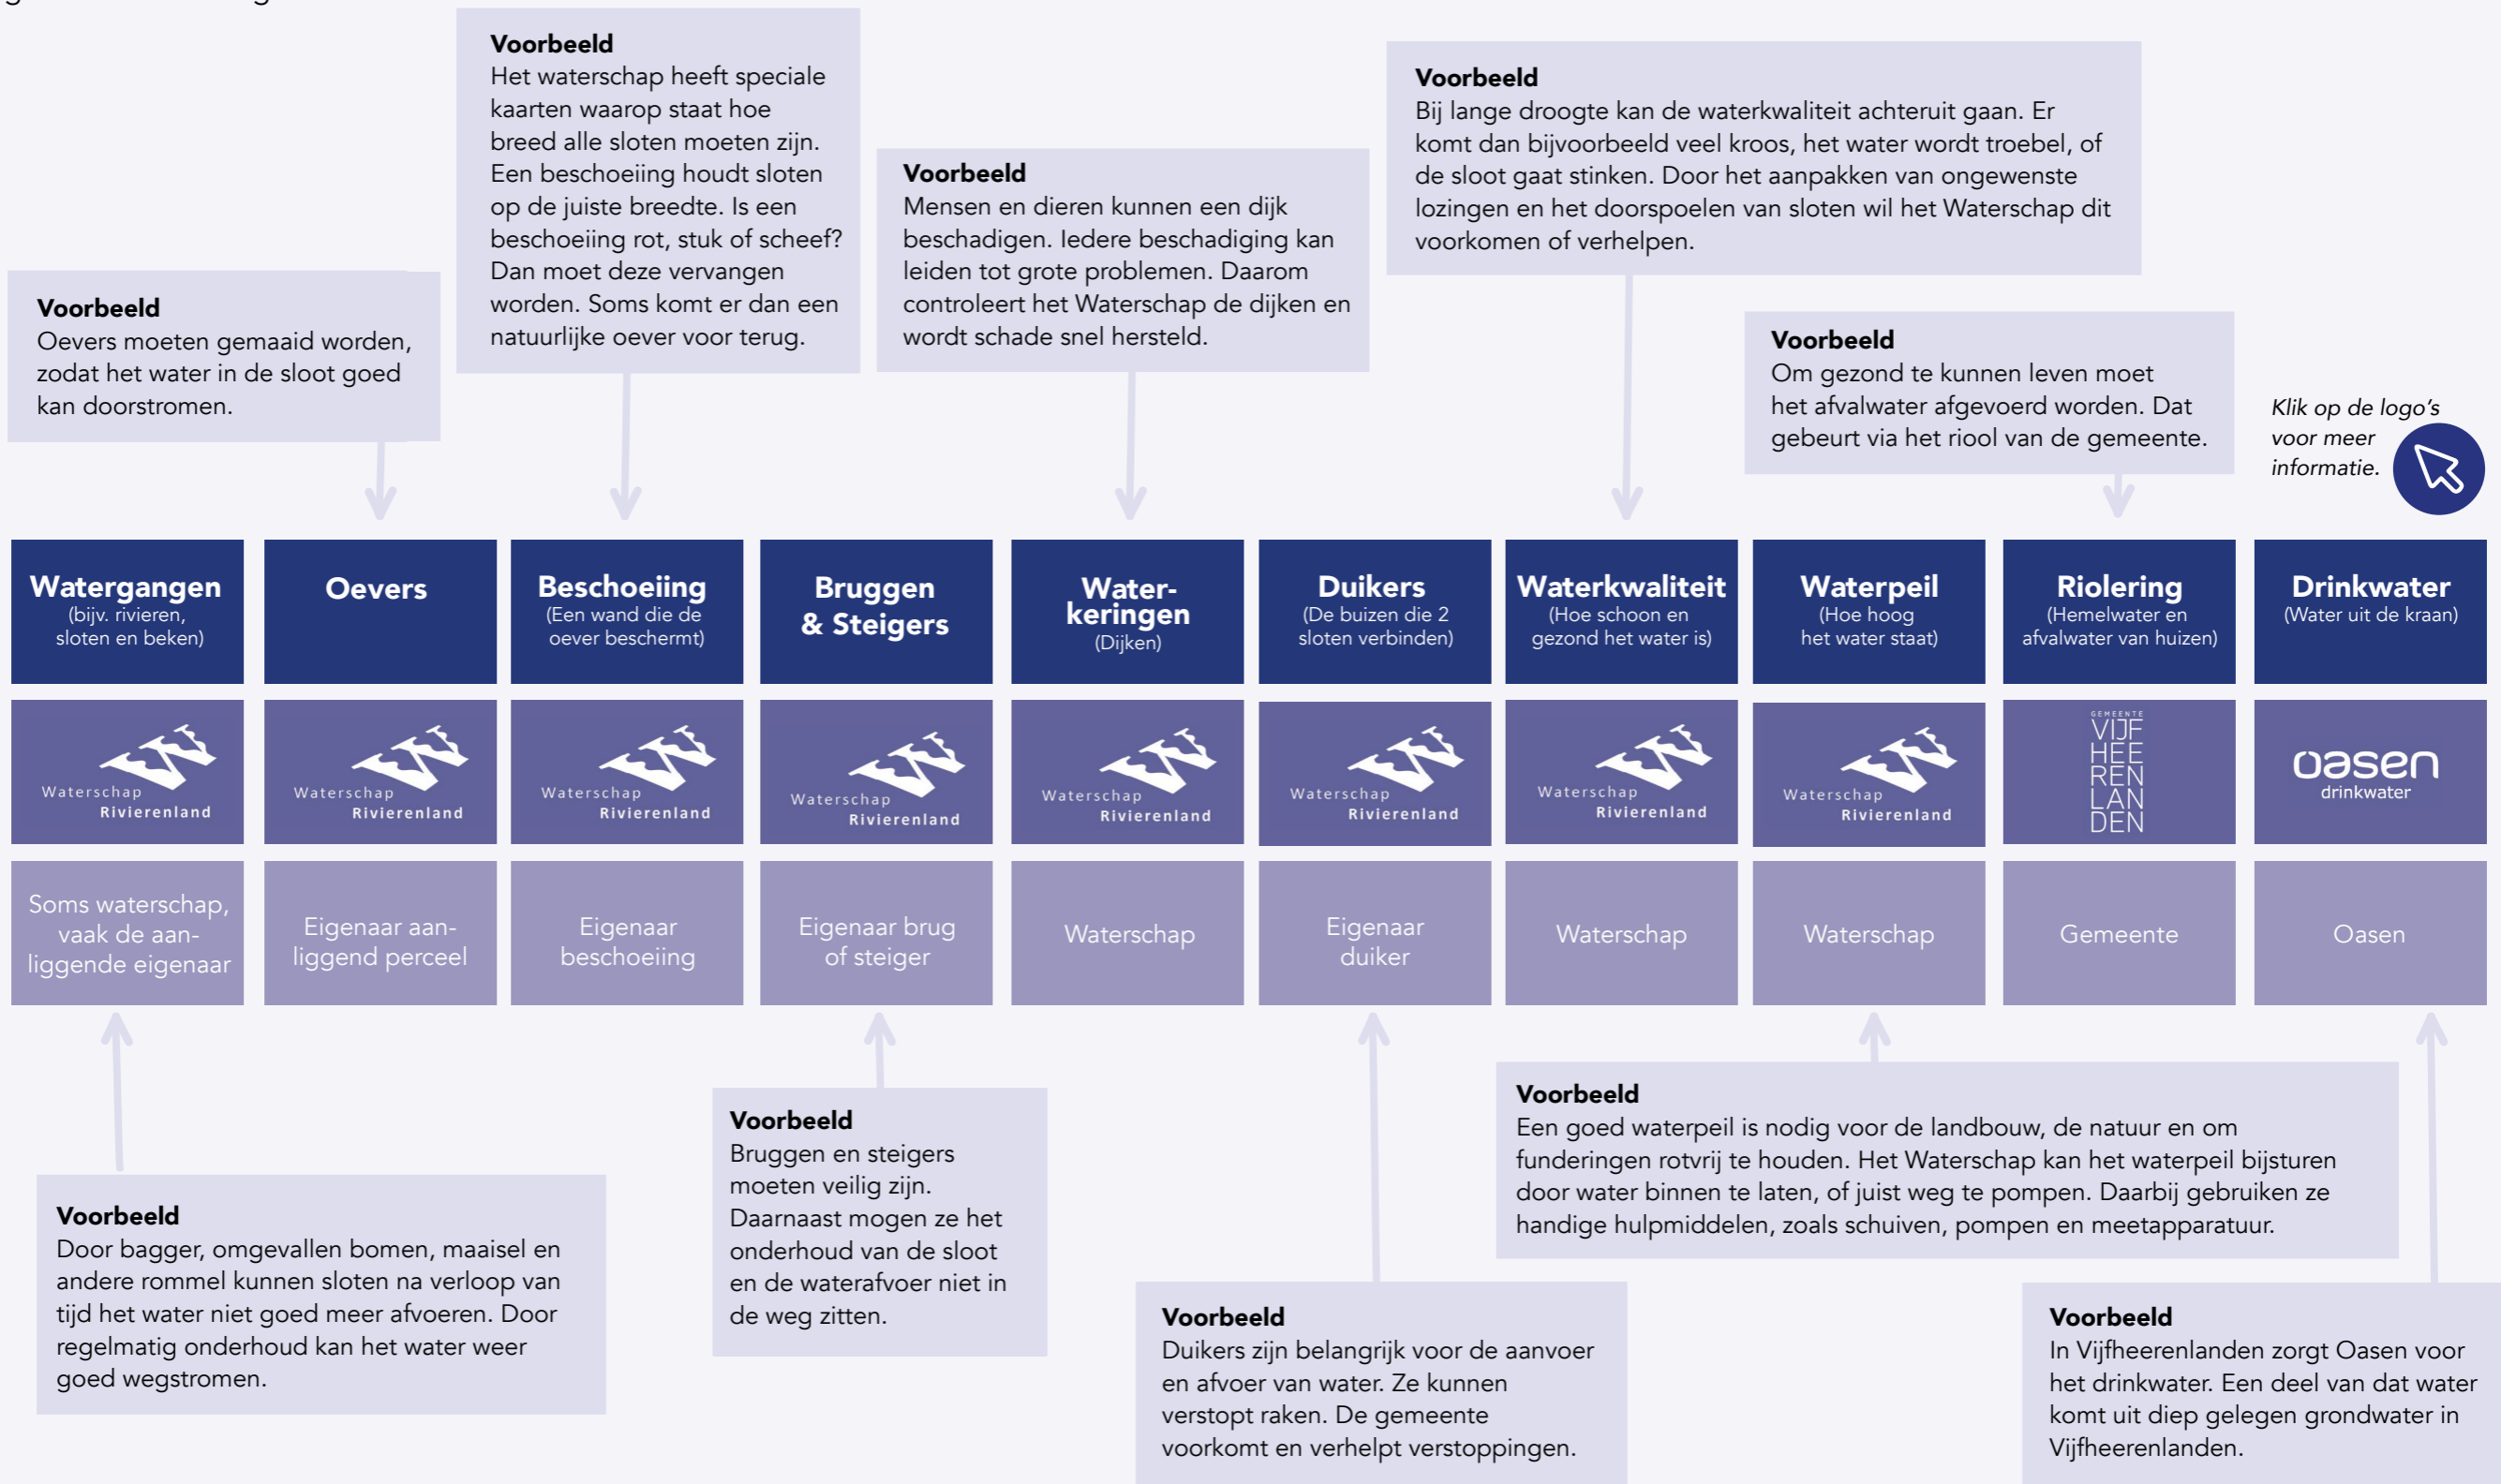 Voorbeeld
Het waterschap heeft speciale
kaarten waarop staat hoe
breed alle sloten moeten zijn.
Een beschoeiing houdt sloten
op de juiste breedte. Is een
beschoeiing rot, stuk of scheef?
Dan moet deze vervangen
worden. Soms komt er dan een
natuurlijke oever voor terug.
Voorbeeld
Bij lange droogte kan de waterkwaliteit achteruit gaan. Er
komt dan bijvoorbeeld veel kroos, het water wordt troebel, of
de sloot gaat stinken. Door het aanpakken van ongewenste
lozingen en het doorspoelen van sloten wil het Waterschap dit
voorkomen of verhelpen.
Voorbeeld
Mensen en dieren kunnen een dijk
beschadigen. Iedere beschadiging kan
leiden tot grote problemen. Daarom
controleert het Waterschap de dijken en
wordt schade snel hersteld.
Voorbeeld
Oevers moeten gemaaid worden,
zodat het water in de sloot goed
kan doorstromen.
Voorbeeld
Om gezond te kunnen leven moet
het afvalwater afgevoerd worden. Dat
gebeurt via het riool van de gemeente.
Klik op de logo's
voor meer
informatie.
Watergangen
(bijv. rivieren,
sloten en beken)
Oevers
Beschoeiing
(Een wand die de
oever beschermt)
Bruggen
& Steigers
Water-
keringen
(Dijken)
Duikers
(De buizen die 2
sloten verbinden)
Waterkwaliteit
(Hoe schoon en
gezond het water is)
Waterpeil
(Hoe hoog
het water staat)
Riolering
(Hemelwater en
afvalwater van huizen)
Drinkwater
(Water uit de kraan)
Waterschap
Rivierenland
Waterschap
Rivierenland
Waterschap
Rivierenland
Waterschap
Rivierenland
Waterschap
Rivierenland
Waterschap
Rivierenland
Waterschap
Rivierenland
Waterschap
Rivierenland
GEMEENTE
VIJF
HEE
REN
LAN
DEN
oasen
drinkwater
Soms waterschap,
vaak de aan-
liggende eigenaar
Eigenaar aan-
liggend perceel
Eigenaar
beschoeiing
Eigenaar brug
of steiger
Waterschap
Eigenaar
duiker
Waterschap
Waterschap
Gemeente
Oasen
Voorbeeld
Door bagger, omgevallen bomen, maaisel en
andere rommel kunnen sloten na verloop van
tijd het water niet goed meer afvoeren. Door
regelmatig onderhoud kan het water weer
goed wegstromen.
Voorbeeld
Bruggen en steigers
moeten veilig zijn.
Daarnaast mogen ze het
onderhoud van de sloot
en de waterafvoer niet in
de weg zitten.
Voorbeeld
Duikers zijn belangrijk voor de aanvoer
en afvoer van water. Ze kunnen
verstopt raken. De gemeente
voorkomt en verhelpt verstoppingen.
Voorbeeld
Een goed waterpeil is nodig voor de landbouw, de natuur en om
funderingen rotvrij te houden. Het Waterschap kan het waterpeil bijsturen
door water binnen te laten, of juist weg te pompen. Daarbij gebruiken ze
handige hulpmiddelen, zoals schuiven, pompen en meetapparatuur.
Voorbeeld
In Vijfheerenlanden zorgt Oasen voor
het drinkwater. Een deel van dat water
komt uit diep gelegen grondwater in
Vijfheerenlanden.